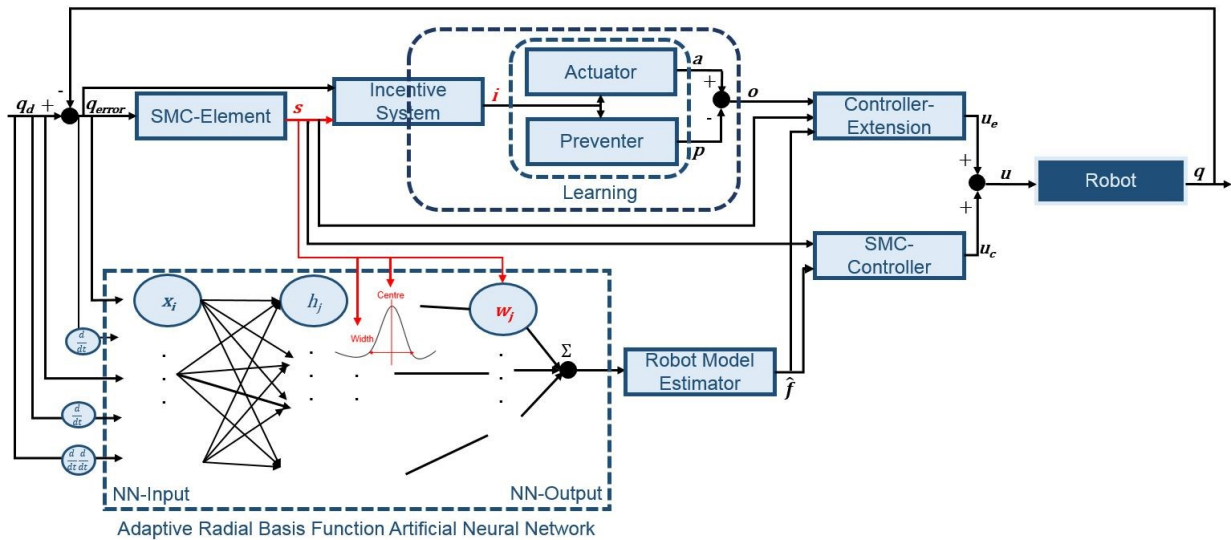 q_d + -
q_error
SMC-Element
s
Incentive
System
i
Actuator
Preventer
Learning
a
p
+
-
o
Controller-
Extension
u_e
+
+
u
Robot
q
SMC-
Controller
u_c
x_i
h_j
Centre
Width
w_j
Σ
Robot Model
Estimator
f̂
d/dt
d/dt
d/dt d/dt
NN-Input
NN-Output
Adaptive Radial Basis Function Artificial Neural Network